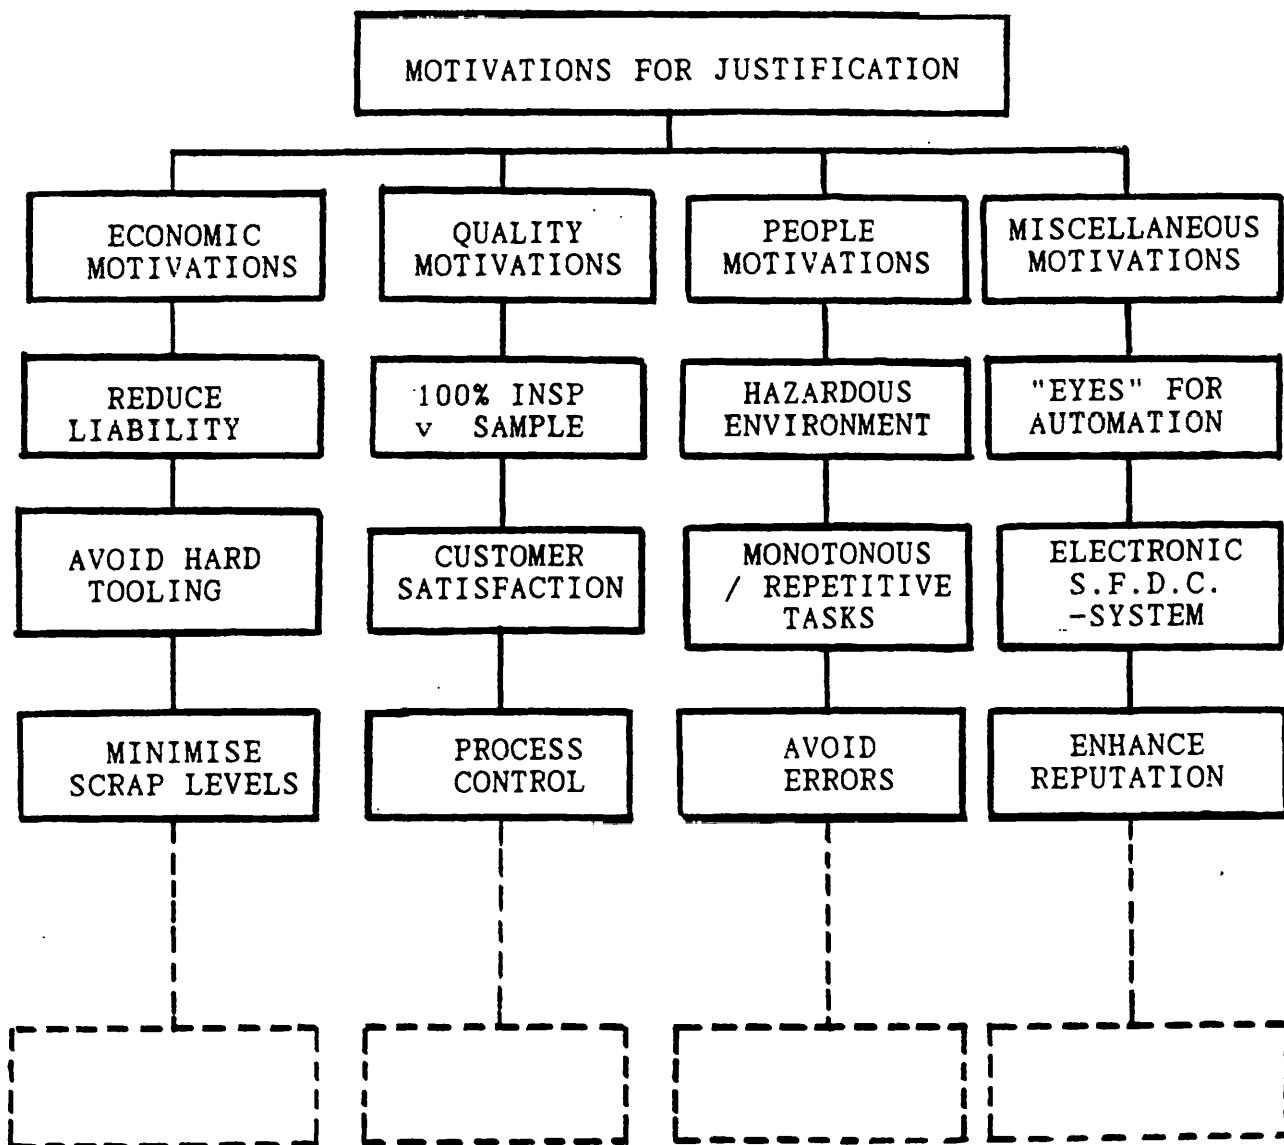 MOTIVATIONS FOR JUSTIFICATION
ECONOMIC
MOTIVATIONS
QUALITY
MOTIVATIONS
PEOPLE
MOTIVATIONS
MISCELLANEOUS
MOTIVATIONS
REDUCE
LIABILITY
100% INSP
v SAMPLE
HAZARDOUS
ENVIRONMENT
"EYES" FOR
AUTOMATION
AVOID HARD
TOOLING
CUSTOMER
SATISFACTION
MONOTONOUS
/ REPETITIVE
TASKS
ELECTRONIC
S.F.D.C.
-SYSTEM
MINIMISE
SCRAP LEVELS
PROCESS
CONTROL
AVOID
ERRORS
ENHANCE
REPUTATION